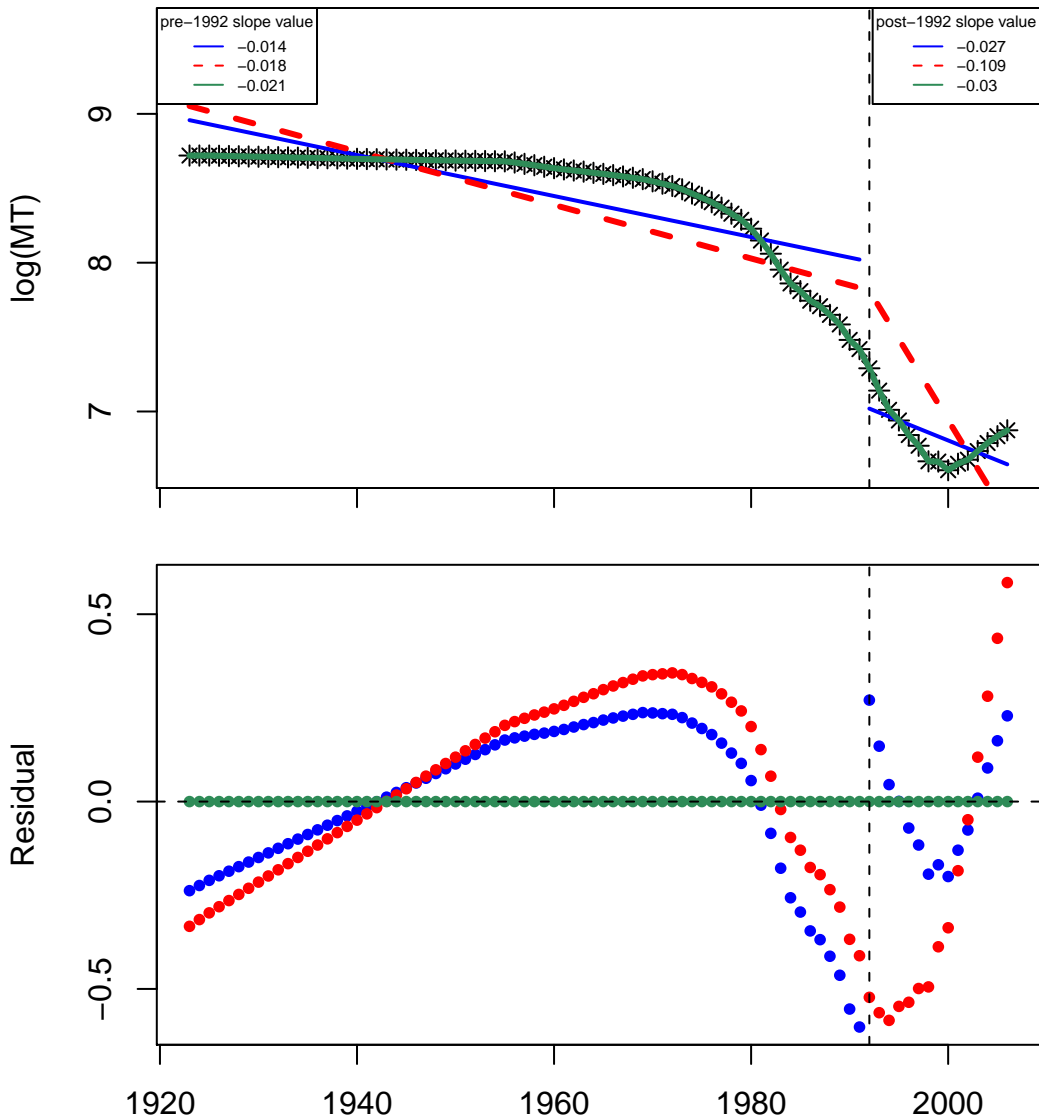 pre−1992 slope value
−0.014
−0.018
−0.021
post−1992 slope value
−0.027
−0.109
−0.03
log(MT)
9
8
7
Residual
0.5
0.0
−0.5
1920 1940 1960 1980 2000